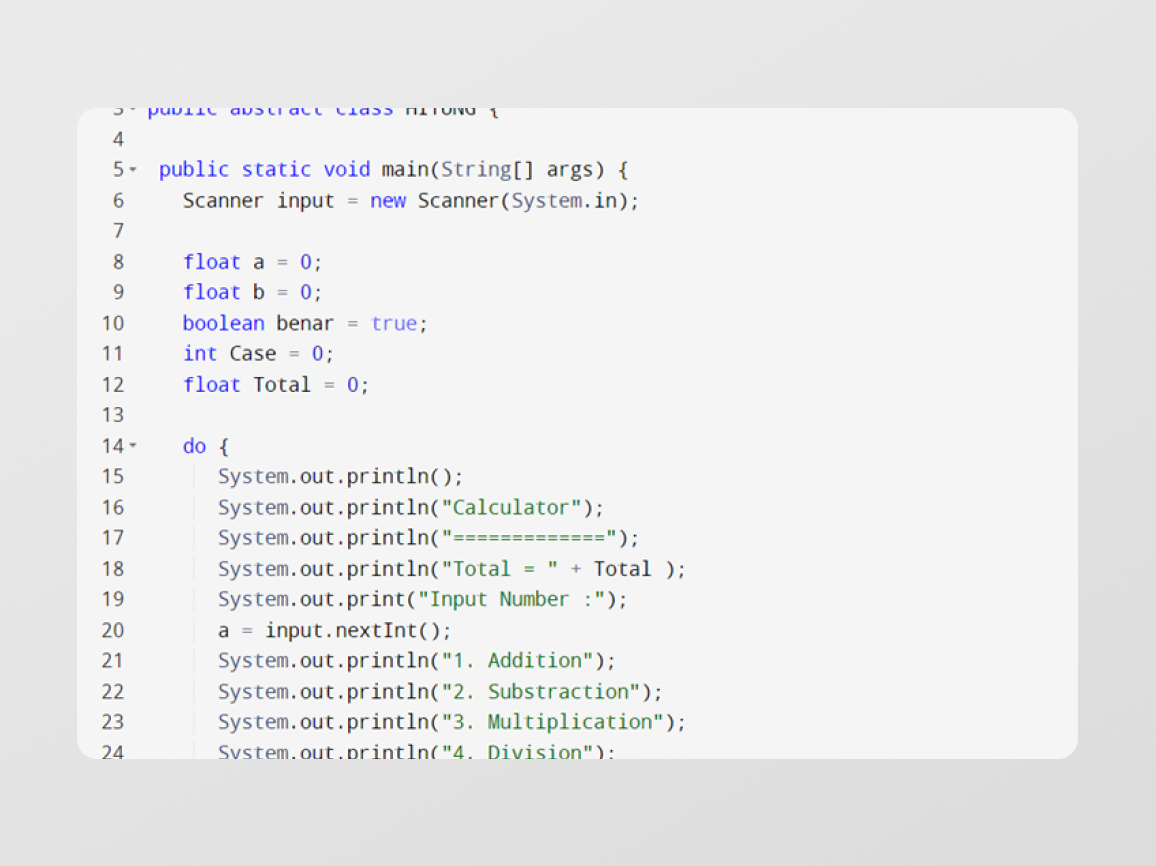 3 public abstract class HITUNG {
4
5 public static void main(String[] args) {
6 Scanner input = new Scanner(System.in);
7
8 float a = 0;
9 float b = 0;
10 boolean benar = true;
11 int Case = 0;
12 float Total = 0;
13
14 do {
15 System.out.println();
16 System.out.println("Calculator");
17 System.out.println("=============");
18 System.out.println("Total = " + Total );
19 System.out.print("Input Number :");
20 a = input.nextInt();
21 System.out.println("1. Addition");
22 System.out.println("2. Substraction");
23 System.out.println("3. Multiplication");
24 System.out.println("4. Division");